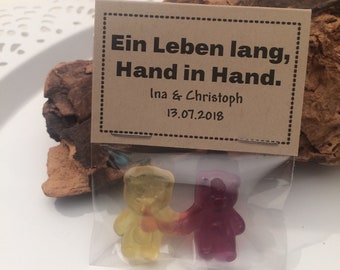 Ein Leben lang,
Hand in Hand.
Ina & Christoph
13.07.2018